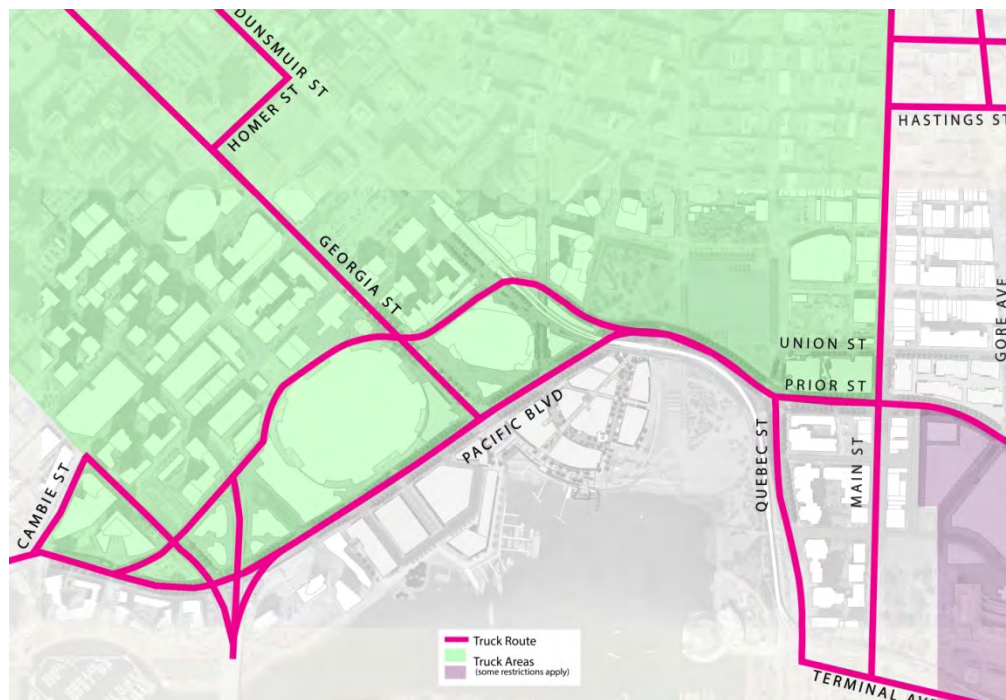 DUNSMUIR ST
HOMER ST
HASTINGS ST
GEORGIA ST
GORE AVE
UNION ST
PRIOR ST
PACIFIC BLVD
QUEBEC ST
MAIN ST
CAMBIE ST
Truck Route
Truck Areas
(some restrictions apply)
TERMINAL AVE